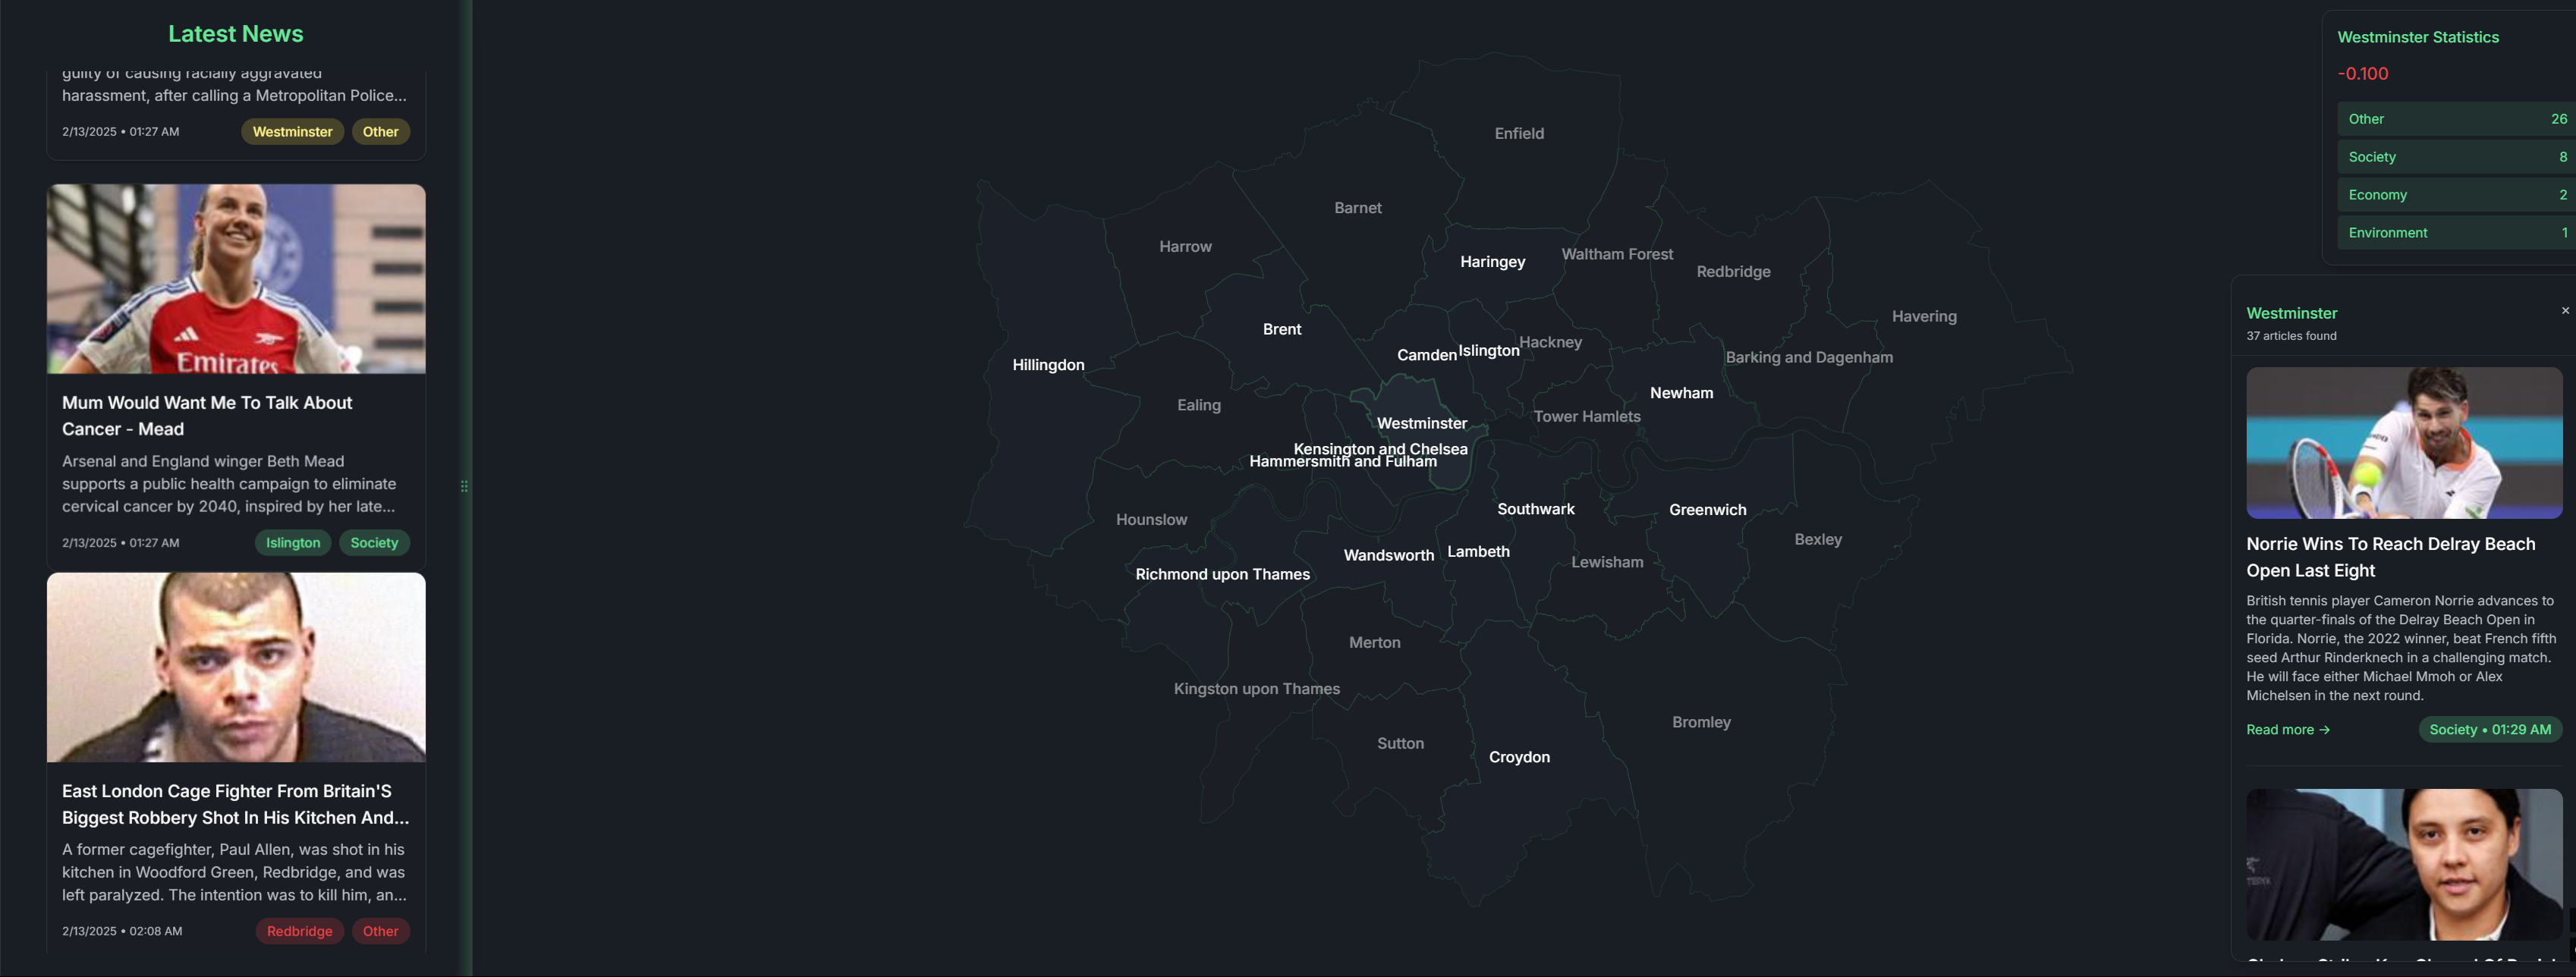 Latest News
guilty of causing racially aggravated
harassment, after calling a Metropolitan Police...
2/13/2025 • 01:27 AM
Westminster
Other
Emirates
Mum Would Want Me To Talk About
Cancer - Mead
Arsenal and England winger Beth Mead
supports a public health campaign to eliminate
cervical cancer by 2040, inspired by her late...
2/13/2025 • 01:27 AM
Islington
Society
East London Cage Fighter From Britain'S
Biggest Robbery Shot In His Kitchen And...
A former cagefighter, Paul Allen, was shot in his
kitchen in Woodford Green, Redbridge, and was
left paralyzed. The intention was to kill him, an...
2/13/2025 • 02:08 AM
Redbridge
Other
Enfield
Barnet
Harrow
Haringey
Waltham Forest
Redbridge
Havering
Brent
Hackney
Islington
Camden
Barking and Dagenham
Hillingdon
Newham
Ealing
Tower Hamlets
Westminster
Kensington and Chelsea
Hammersmith and Fulham
Southwark
Greenwich
Hounslow
Bexley
Lambeth
Wandsworth
Lewisham
Richmond upon Thames
Merton
Kingston upon Thames
Bromley
Sutton
Croydon
Westminster Statistics
-0.100
Other 26
Society 8
Economy 2
Environment 1
Westminster
×
37 articles found
Norrie Wins To Reach Delray Beach
Open Last Eight
British tennis player Cameron Norrie advances to
the quarter-finals of the Delray Beach Open in
Florida. Norrie, the 2022 winner, beat French fifth
seed Arthur Rinderknech in a challenging match.
He will face either Michael Mmoh or Alex
Michelsen in the next round.
Read more →
Society • 01:29 AM